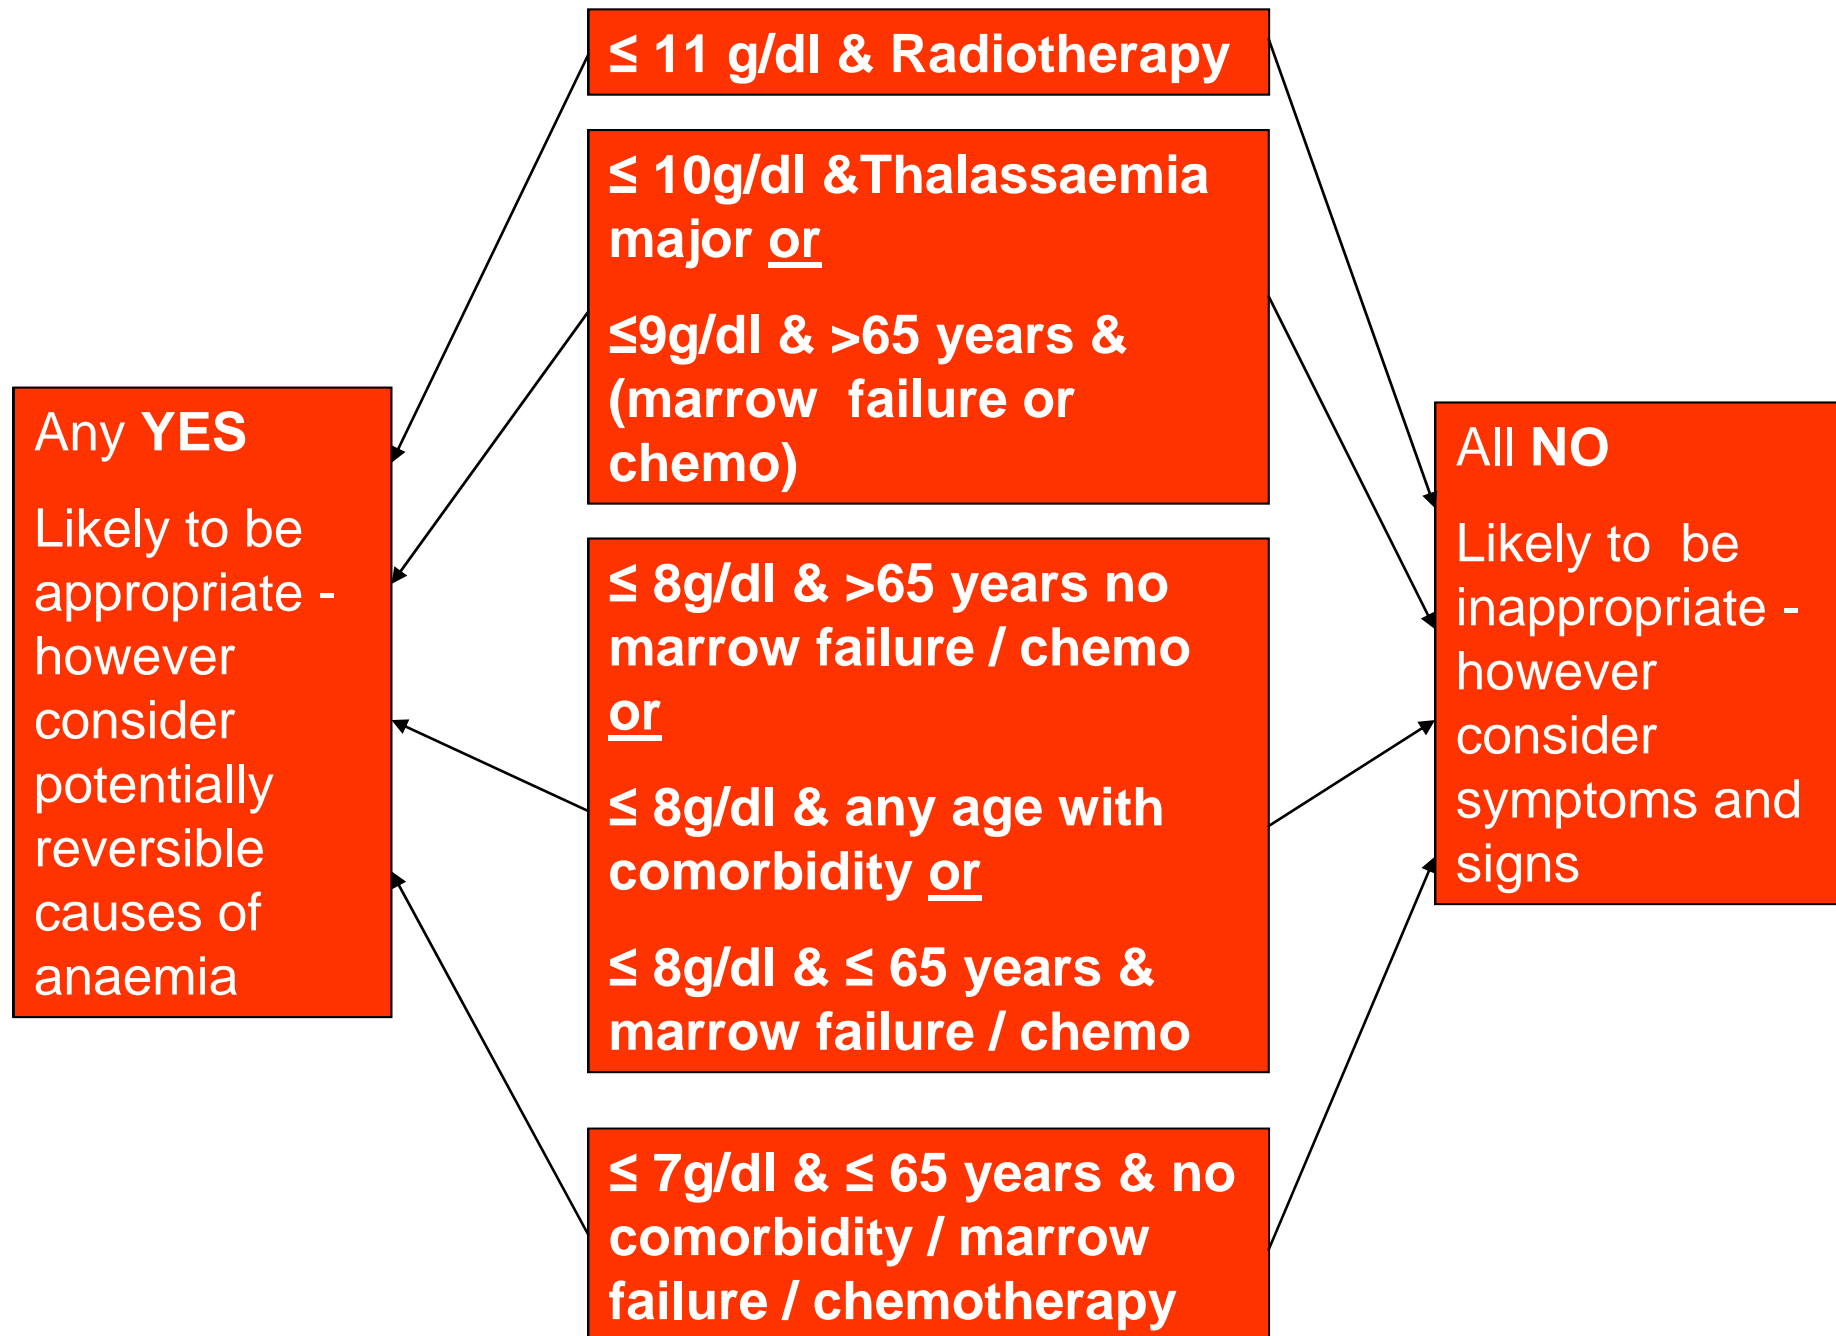 ≤ 11 g/dl & Radiotherapy
≤ 10g/dl &Thalassaemia
major or
≤9g/dl & >65 years &
(marrow failure or
chemo)
Any YES
Likely to be
appropriate -
however
consider
potentially
reversible
causes of
anaemia
≤ 8g/dl & >65 years no
marrow failure / chemo
or
≤ 8g/dl & any age with
comorbidity or
≤ 8g/dl & ≤ 65 years &
marrow failure / chemo
All NO
Likely to be
inappropriate -
however
consider
symptoms and
signs
≤ 7g/dl & ≤ 65 years & no
comorbidity / marrow
failure / chemotherapy